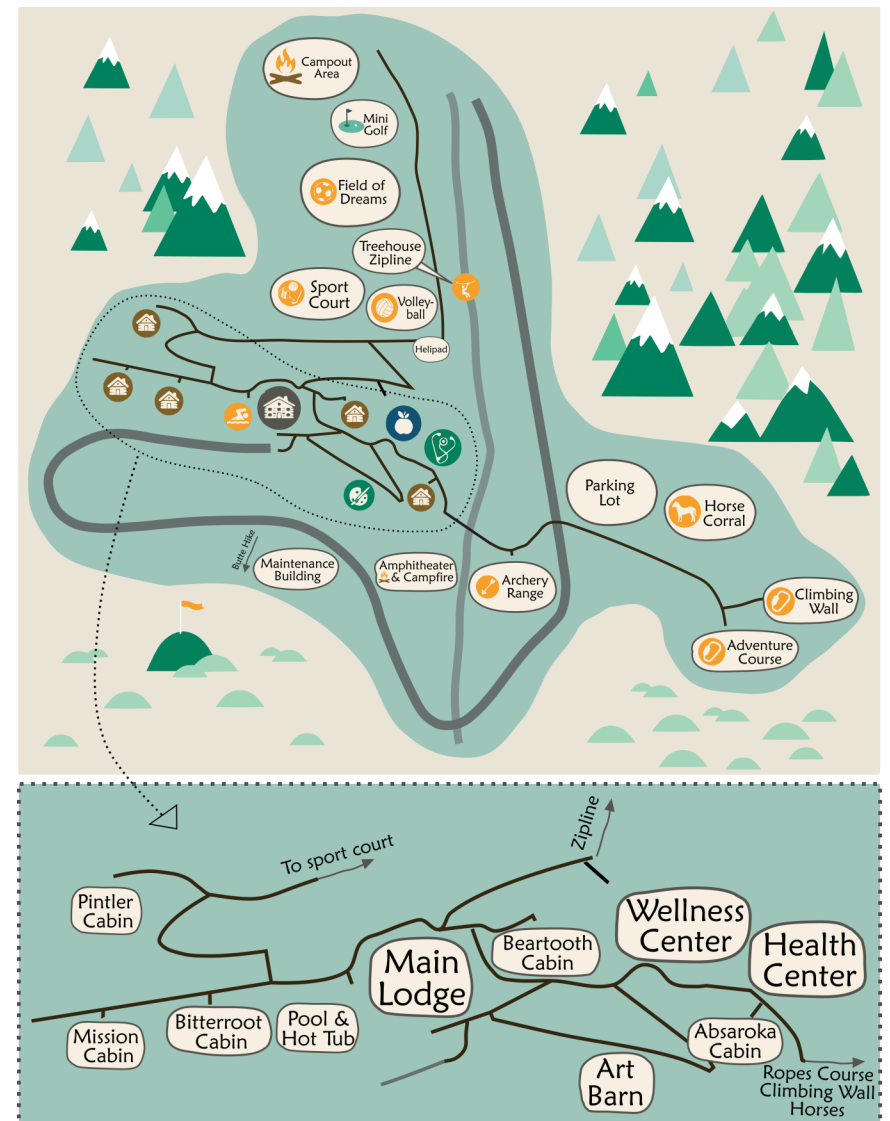 Campout
Area
Mini
Golf
Field of
Dreams
Treehouse
Zipline
Sport
Court
Volley-
ball
Helipad
Parking
Lot
Horse
Corral
Butte Hike
Maintenance
Building
Amphitheater
& Campfire
Archery
Range
Climbing
Wall
Adventure
Course
Zipline
To sport court
Pintler
Cabin
Wellness
Center
Health
Center
Beartooth
Cabin
Main
Lodge
Mission
Cabin
Bitterroot
Cabin
Pool &
Hot Tub
Absaroka
Cabin
Art
Barn
Ropes Course
Climbing Wall
Horses